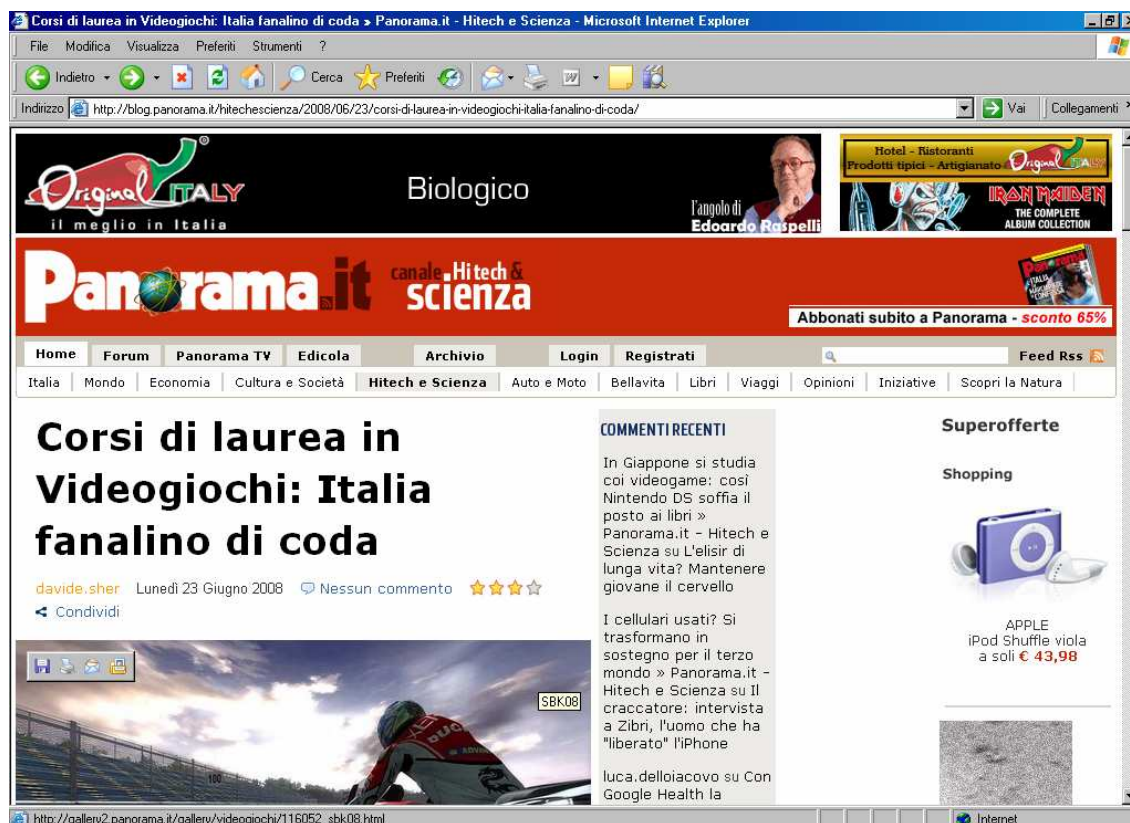 Corsi di laurea in Videogiochi: Italia fanalino di coda » Panorama.it - Hitech e Scienza - Microsoft Internet Explorer
File Modifica Visualizza Preferiti Strumenti ?
Indietro Cerca Preferiti
Indirizzo http://blog.panorama.it/hitechescienza/2008/06/23/corsi-di-laurea-in-videogiochi-italia-fanalino-di-coda/ Vai Collegamenti
Original ITALY
il meglio in Italia
Biologico
l'angolo di
Edoardo Raspelli
Hotel - Ristoranti
Prodotti tipici - Artigianato
Original ITALY
IRON MAIDEN
THE COMPLETE
ALBUM COLLECTION
Panorama.it
canale Hitech &
scienza
Panorama
Abbonati subito a Panorama - sconto 65%
Home Forum Panorama TV Edicola Archivio Login Registrati Feed Rss
Italia Mondo Economia Cultura e Società Hitech e Scienza Auto e Moto Bellavita Libri Viaggi Opinioni Iniziative Scopri la Natura
Corsi di laurea in
Videogiochi: Italia
fanalino di coda
davide.sher Lunedì 23 Giugno 2008 Nessun commento
Condividi
SBK08
DUCATI
100
COMMENTI RECENTI
In Giappone si studia
coi videogame: così
Nintendo DS soffia il
posto ai libri »
Panorama.it - Hitech e
Scienza su L'elisir di
lunga vita? Mantenere
giovane il cervello
I cellulari usati? Si
trasformano in
sostegno per il terzo
mondo » Panorama.it -
Hitech e Scienza su Il
craccatore: intervista
a Zibri, l'uomo che ha
"liberato" l'iPhone
luca.delloiacovo su Con
Google Health la
Superofferte
Shopping
APPLE
iPod Shuffle viola
a soli € 43,98
http://gallery2.panorama.it/gallery/videogiochi/116052_sbk08.html Internet